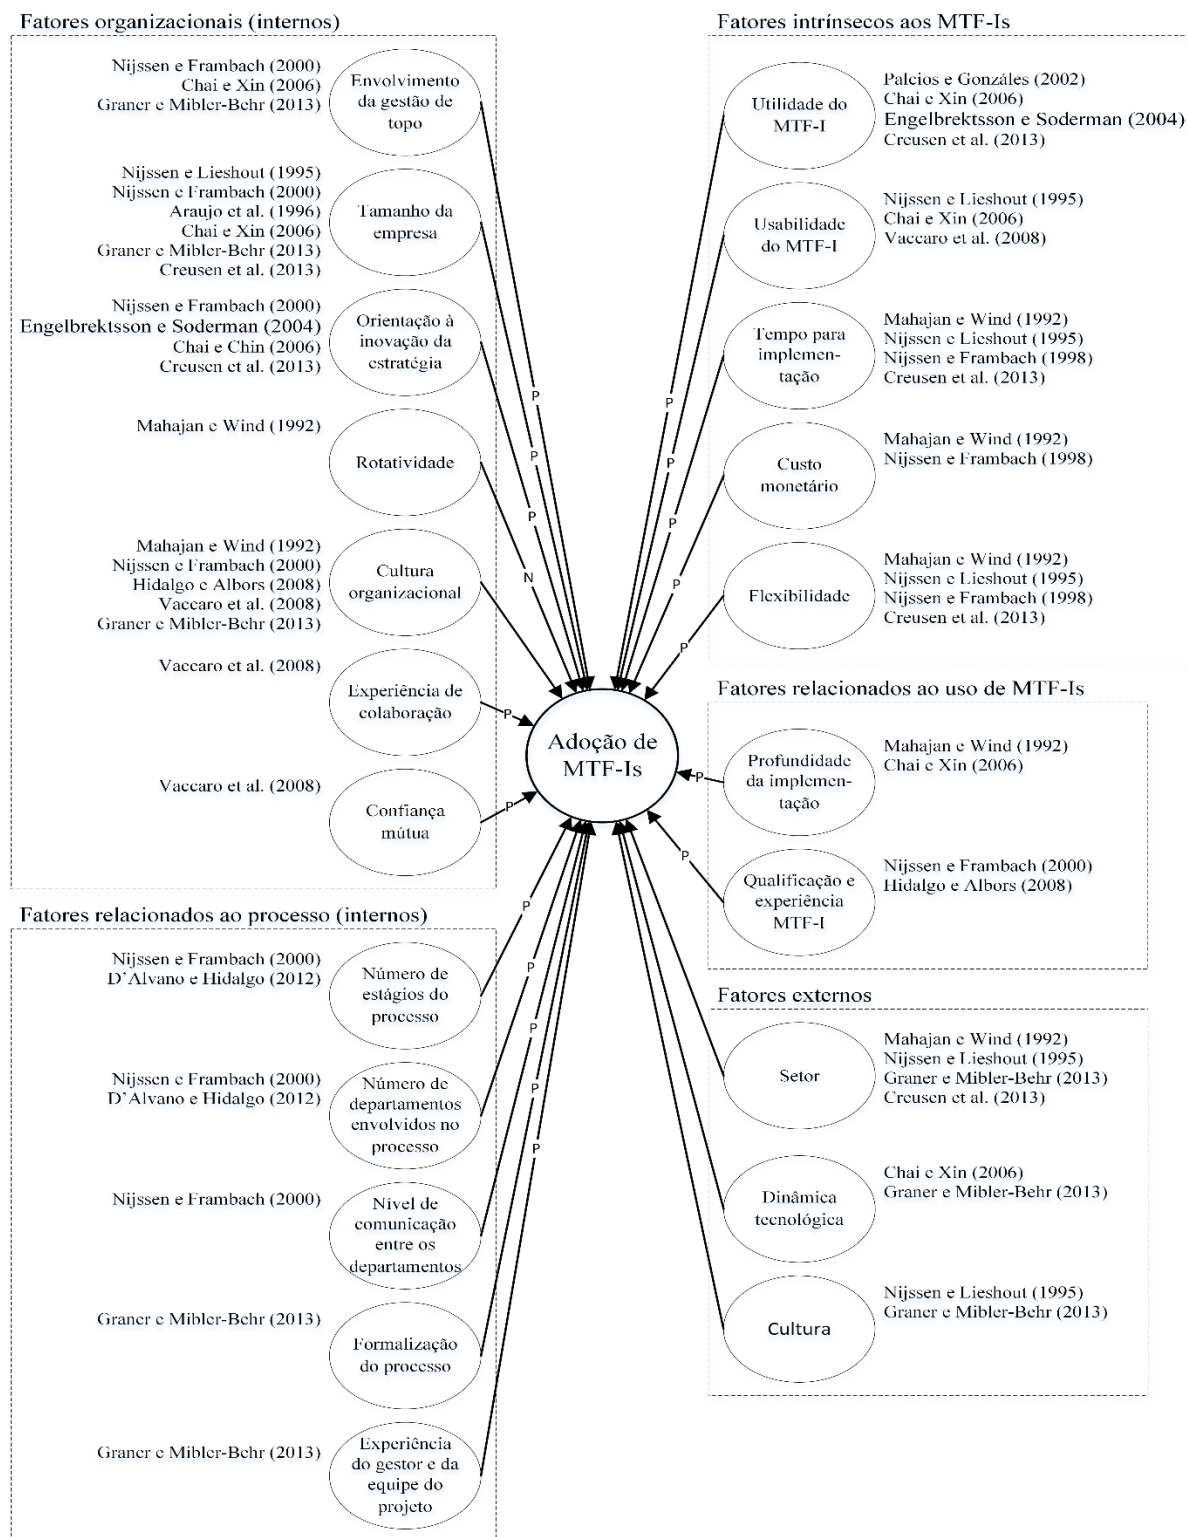 Fatores organizacionais (internos)
Nijssen e Frambach (2000)
Chai e Xin (2006)
Graner e Mibler-Behr (2013)
Envolvimento
da gestão de
topo
P
Nijssen e Lieshout (1995)
Nijssen e Frambach (2000)
Araujo et al. (1996)
Chai e Xin (2006)
Graner e Mibler-Behr (2013)
Creusen et al. (2013)
Tamanho da
empresa
P
Nijssen e Frambach (2000)
Engelbrektsson e Soderman (2004)
Chai e Chin (2006)
Creusen et al. (2013)
Orientação à
inovação da
estratégia
P
Mahajan e Wind (1992)
Rotatividade
N
Mahajan e Wind (1992)
Nijssen e Frambach (2000)
Hidalgo e Albors (2008)
Vaccaro et al. (2008)
Graner e Mibler-Behr (2013)
Cultura
organizacional
Vaccaro et al. (2008)
Experiência de
colaboração
P
Vaccaro et al. (2008)
Confiança
mútua
P
Fatores relacionados ao processo (internos)
Nijssen e Frambach (2000)
D'Alvano e Hidalgo (2012)
Número de
estágios do
processo
P
Nijssen e Frambach (2000)
D'Alvano e Hidalgo (2012)
Número de
departamentos
envolvidos no
processo
P
Nijssen e Frambach (2000)
Nível de
comunicação
entre os
departamentos
P
Graner e Mibler-Behr (2013)
Formalização
do processo
P
Graner e Mibler-Behr (2013)
Experiência
do gestor e da
equipe do
projeto
P
Adoção de
MTF-Is
Fatores intrínsecos aos MTF-Is
Utilidade do
MTF-I
Palcios e Gonzáles (2002)
Chai e Xin (2006)
Engelbrektsson e Soderman (2004)
Creusen et al. (2013)
P
Usabilidade
do MTF-I
Nijssen e Lieshout (1995)
Chai e Xin (2006)
Vaccaro et al. (2008)
P
Tempo para
implemen-
tação
Mahajan e Wind (1992)
Nijssen e Lieshout (1995)
Nijssen e Frambach (1998)
Creusen et al. (2013)
P
Custo
monetário
Mahajan e Wind (1992)
Nijssen e Frambach (1998)
P
Flexibilidade
Mahajan e Wind (1992)
Nijssen e Lieshout (1995)
Nijssen e Frambach (1998)
Creusen et al. (2013)
P
Fatores relacionados ao uso de MTF-Is
Profundidade
da implemen-
tação
Mahajan e Wind (1992)
Chai e Xin (2006)
P
Qualificação e
experiência
MTF-I
Nijssen e Frambach (2000)
Hidalgo e Albors (2008)
P
Fatores externos
Setor
Mahajan e Wind (1992)
Nijssen e Lieshout (1995)
Graner e Mibler-Behr (2013)
Creusen et al. (2013)
Dinâmica
tecnológica
Chai e Xin (2006)
Graner e Mibler-Behr (2013)
Cultura
Nijssen e Lieshout (1995)
Graner e Mibler-Behr (2013)